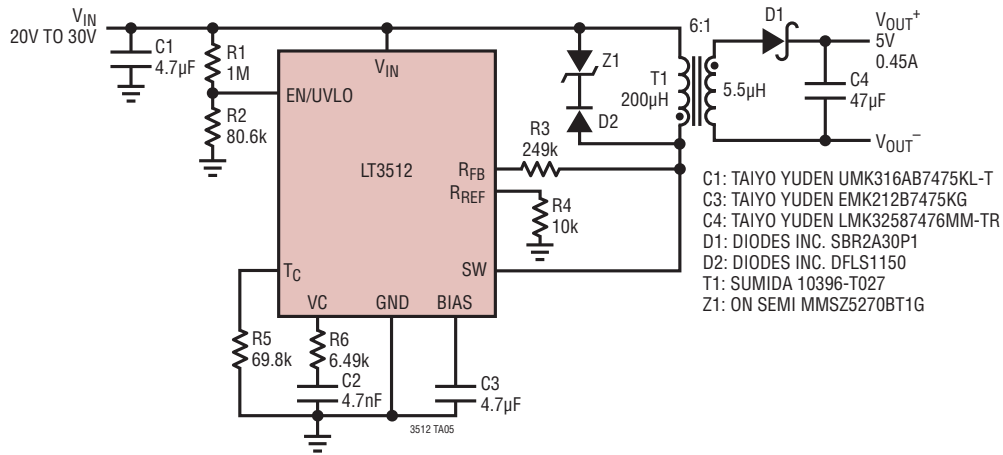 VIN
20V TO 30V
C1
4.7µF
R1
1M
R2
80.6k
VIN
EN/UVLO
LT3512
RFB
RREF
SW
TC
VC
GND
BIAS
Z1
D2
R3
249k
R4
10k
T1
200µH
6:1
5.5µH
D1
VOUT+
5V
0.45A
C4
47µF
VOUT–
R5
69.8k
R6
6.49k
C2
4.7nF
C3
4.7µF
3512 TA05
C1: TAIYO YUDEN UMK316AB7475KL-T
C3: TAIYO YUDEN EMK212B7475KG
C4: TAIYO YUDEN LMK32587476MM-TR
D1: DIODES INC. SBR2A30P1
D2: DIODES INC. DFLS1150
T1: SUMIDA 10396-T027
Z1: ON SEMI MMSZ5270BT1G